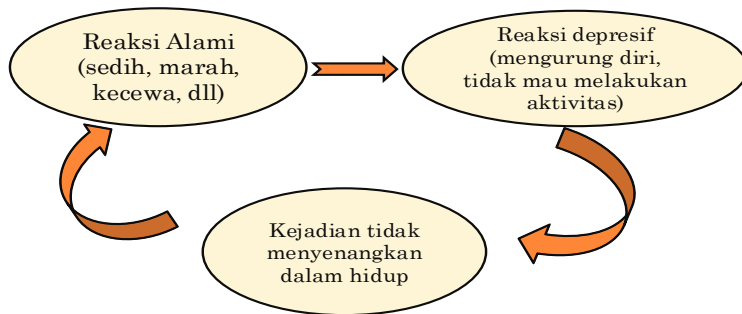 Reaksi Alami
(sedih, marah,
kecewa, dll)
Reaksi depresif
(mengurung diri,
tidak mau melakukan
aktivitas)
Kejadian tidak
menyenangkan
dalam hidup